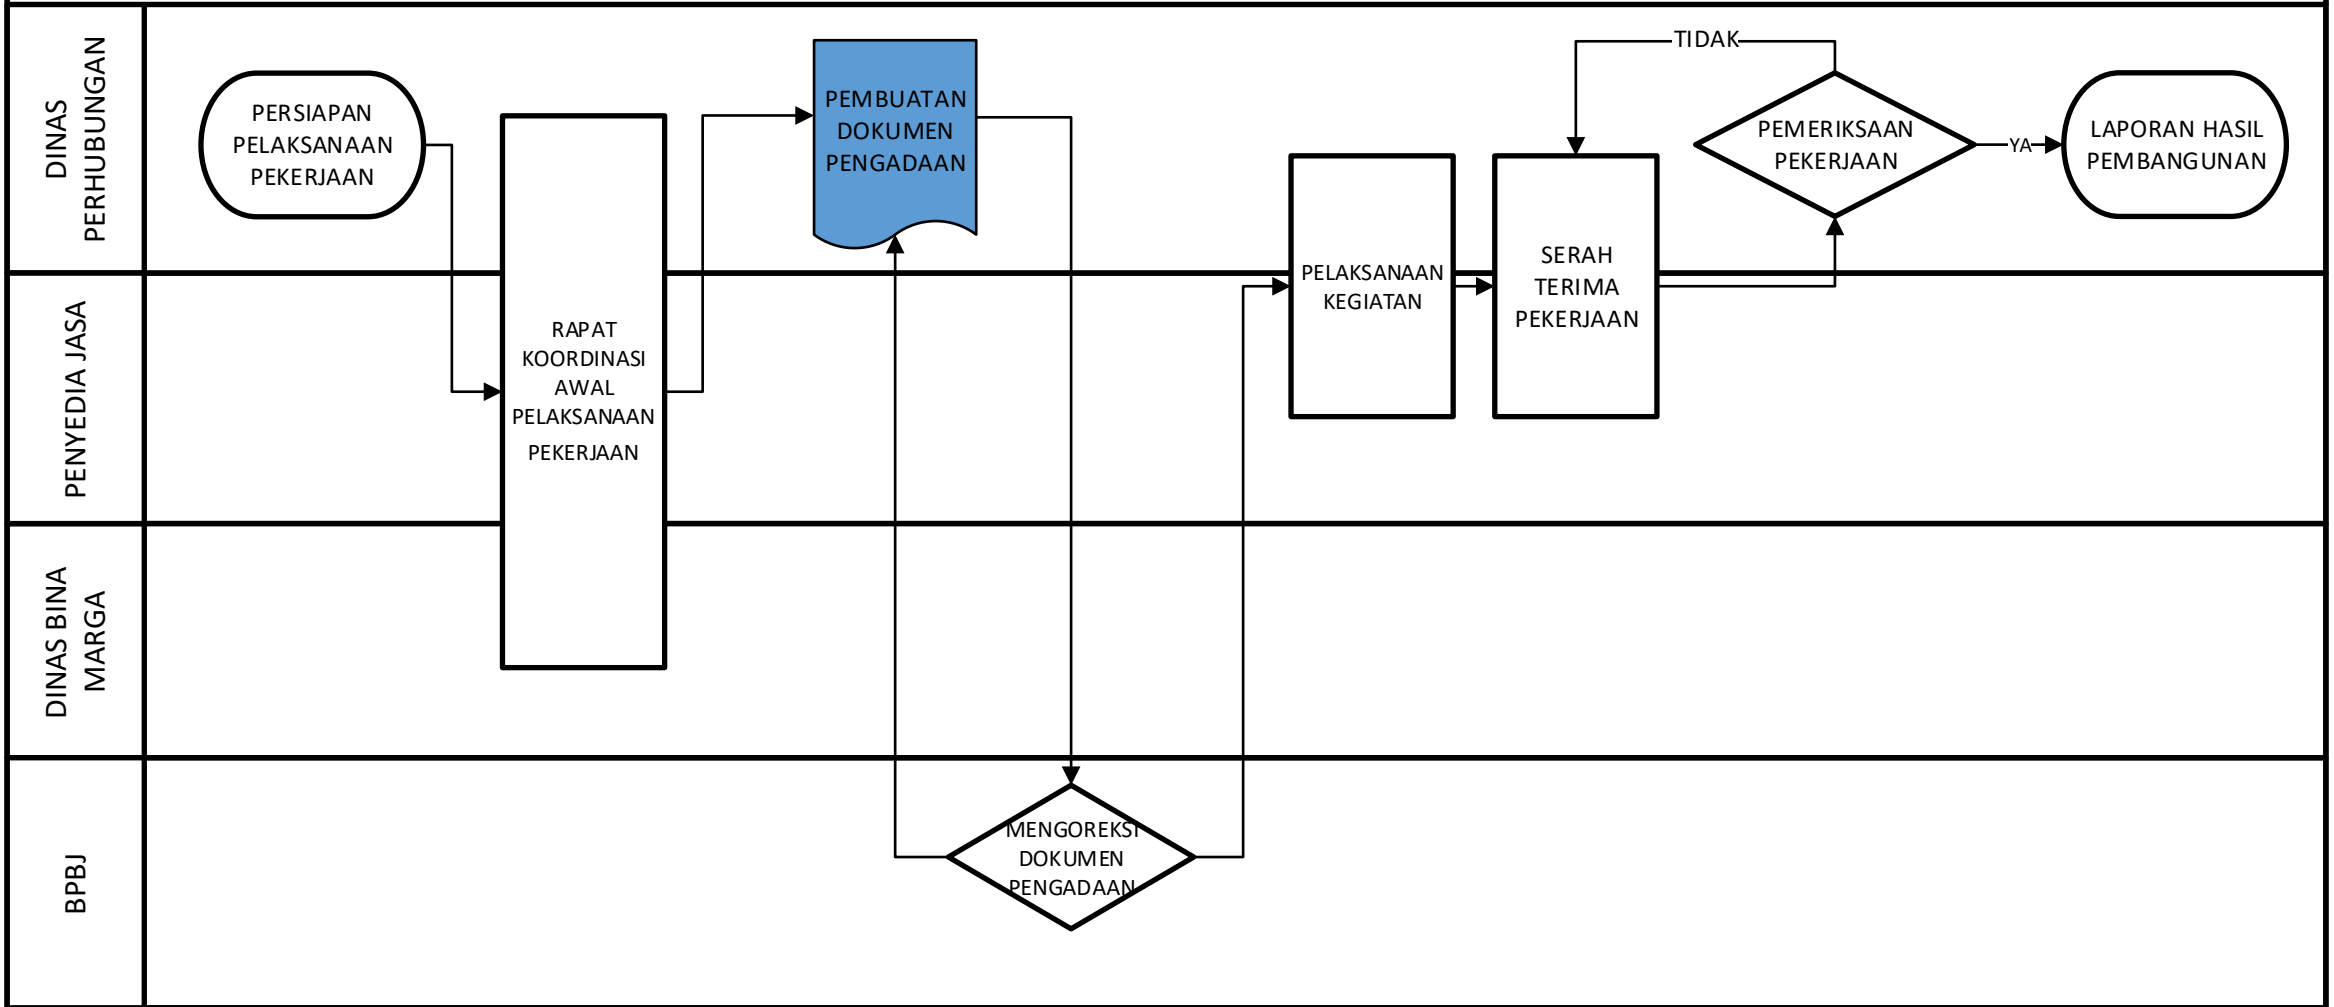 DINAS
PERHUBUNGAN
PERSIAPAN
PELAKSANAAN
PEKERJAAN
RAPAT
KOORDINASI
AWAL
PELAKSANAAN
PEKERJAAN
PEMBUATAN
DOKUMEN
PENGADAAN
PELAKSANAAN
KEGIATAN
SERAH
TERIMA
PEKERJAAN
TIDAK
PEMERIKSAAN
PEKERJAAN
YA
LAPORAN HASIL
PEMBANGUNAN
PENYEDIA JASA
DINAS BINA
MARGA
BPBJ
MENGOREKSI
DOKUMEN
PENGADAAN